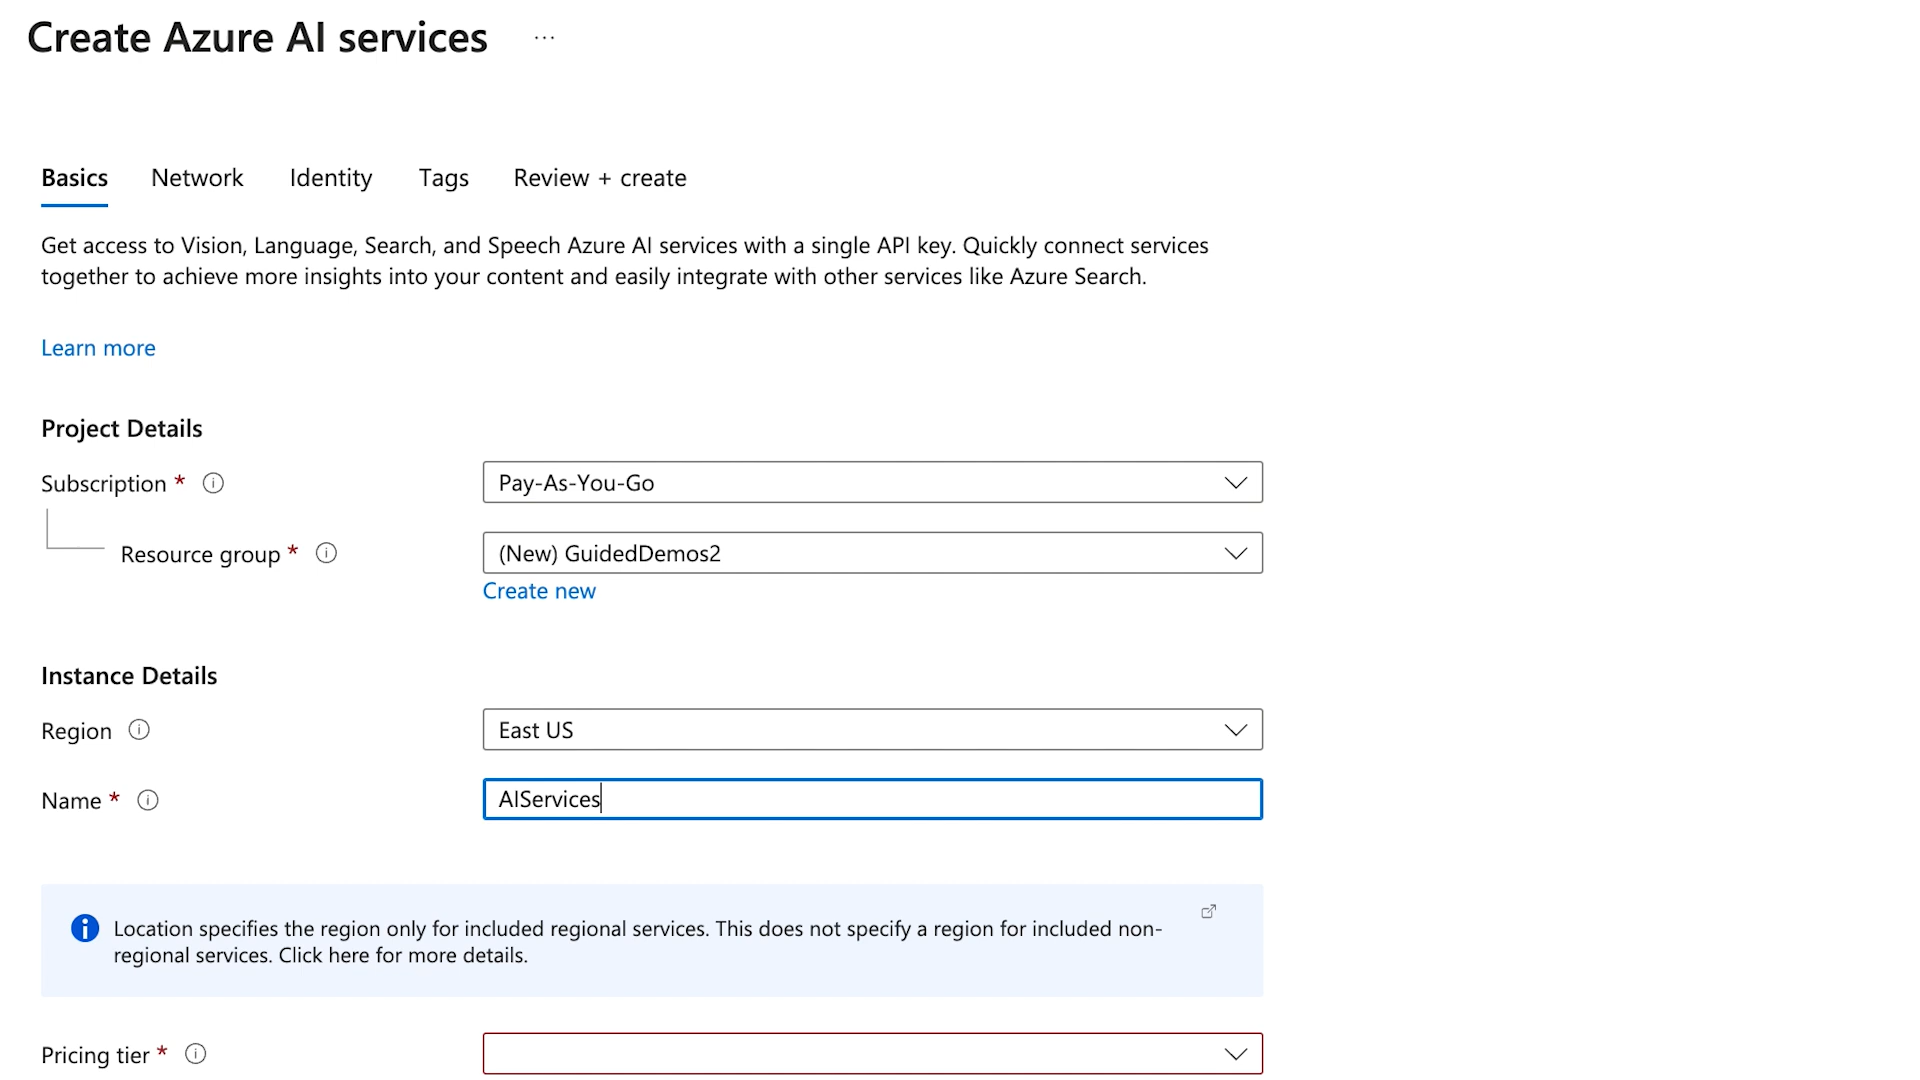 Create Azure AI services ...
Basics Network Identity Tags Review + create
Get access to Vision, Language, Search, and Speech Azure AI services with a single API key. Quickly connect services
together to achieve more insights into your content and easily integrate with other services like Azure Search.
Learn more
Project Details
Subscription * Pay-As-You-Go
Resource group * (New) GuidedDemos2
Create new
Instance Details
Region East US
Name * AIServices
Location specifies the region only for included regional services. This does not specify a region for included non-
regional services. Click here for more details.
Pricing tier *